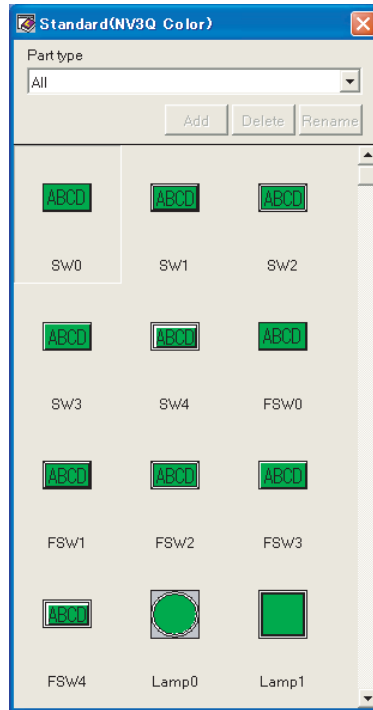 Standard(NV3Q Color)
Part type
All
Add Delete Rename
ABCD ABCD ABCD
SW0 SW1 SW2
ABCD ABCD ABCD
SW3 SW4 FSW0
ABCD ABCD ABCD
FSW1 FSW2 FSW3
ABCD
FSW4 Lamp0 Lamp1